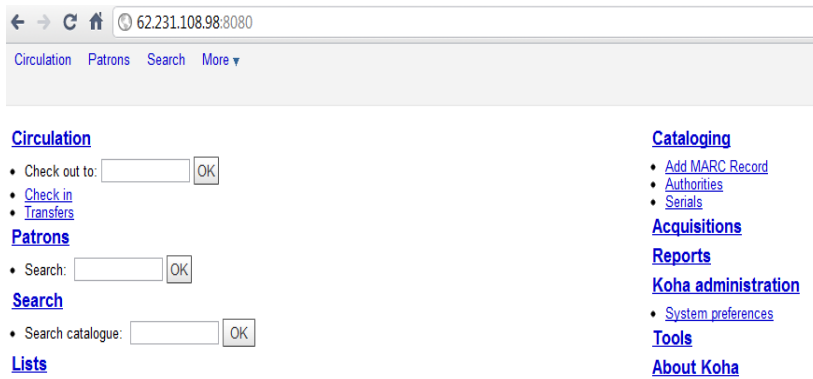 62.231.108.98:8080
Circulation Patrons Search More ▾
Circulation
• Check out to: OK
• Check in
• Transfers
Patrons
• Search: OK
Search
• Search catalogue: OK
Lists
Cataloging
• Add MARC Record
• Authorities
• Serials
Acquisitions
Reports
Koha administration
• System preferences
Tools
About Koha